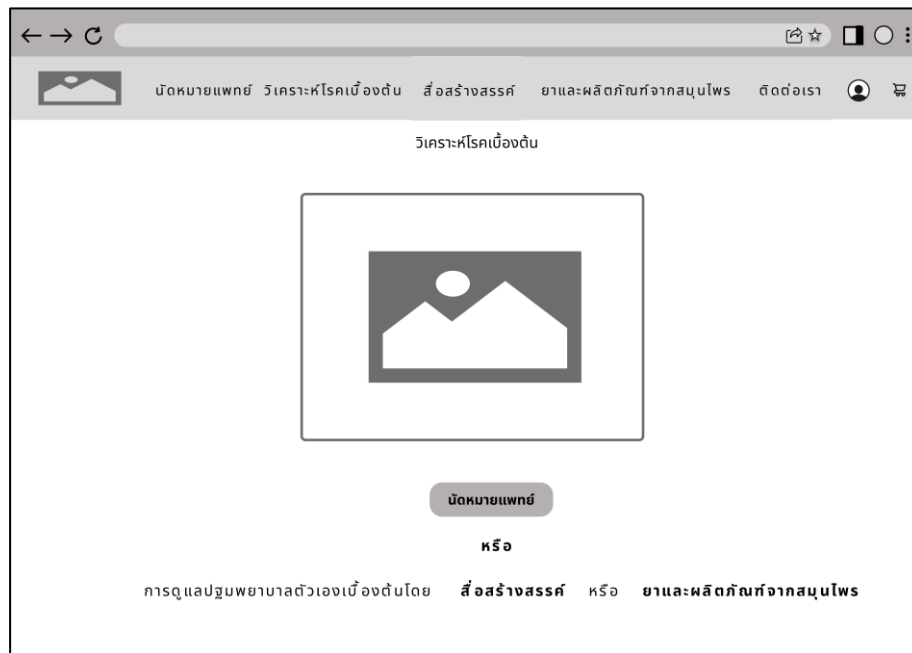 นัดหมายแพทย์ วิเคราะห์โรคเบื้องต้น สื่อสร้างสรรค์ ยาและผลิตภัณฑ์จากสมุนไพร ติดต่อเรา
วิเคราะห์โรคเบื้องต้น
นัดหมายแพทย์
หรือ
การดูแลปฐมพยาบาลตัวเองเบื้องต้นโดย สื่อสร้างสรรค์ หรือ ยาและผลิตภัณฑ์จากสมุนไพร